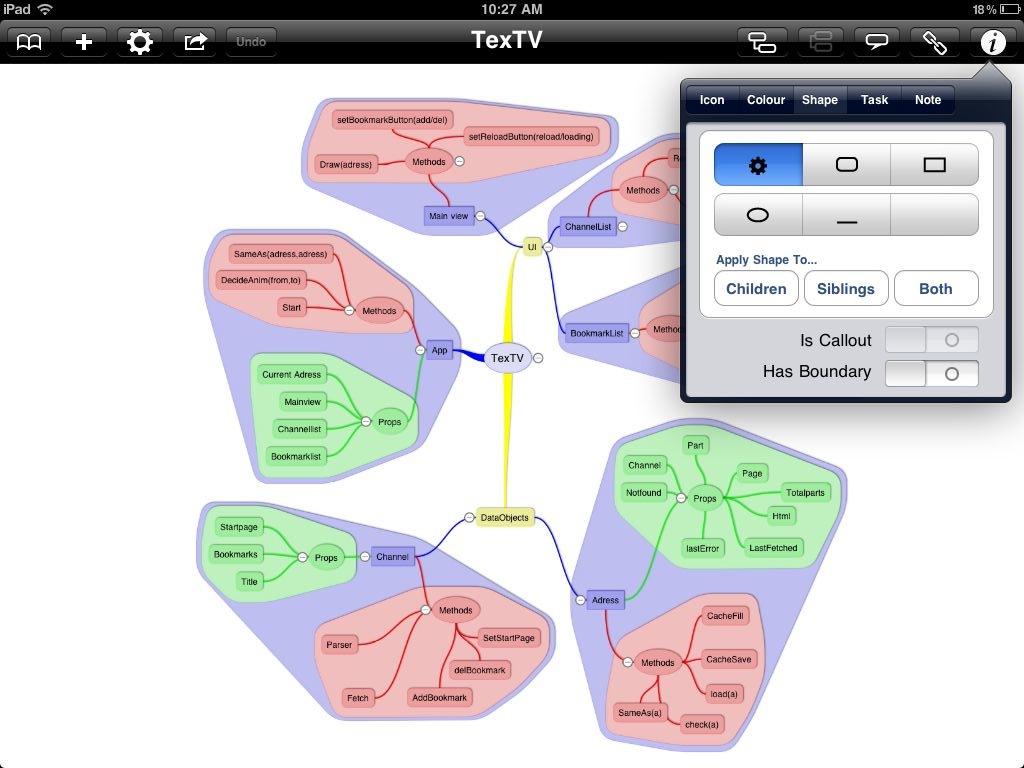 iPad
10:27 AM
18%
Undo
TexTV
Icon
Colour
Shape
Task
Note
Apply Shape To...
Children
Siblings
Both
Is Callout
Has Boundary
setBookmarkButton(add/del)
setReloadButton(reload/loading)
Draw(adress)
Methods
Main view
Methods
ChannelList
UI
BookmarkList
SameAs(adress,adress)
DecideAnim(from,to)
Start
Methods
App
TexTV
Current Adress
Mainview
Channellist
Bookmarklist
Props
DataObjects
Startpage
Bookmarks
Title
Props
Channel
Methods
Parser
Fetch
SetStartPage
delBookmark
AddBookmark
Part
Channel
Notfound
Page
Totalparts
Props
Html
lastError
LastFetched
Adress
Methods
CacheFill
CacheSave
load(a)
SameAs(a)
check(a)